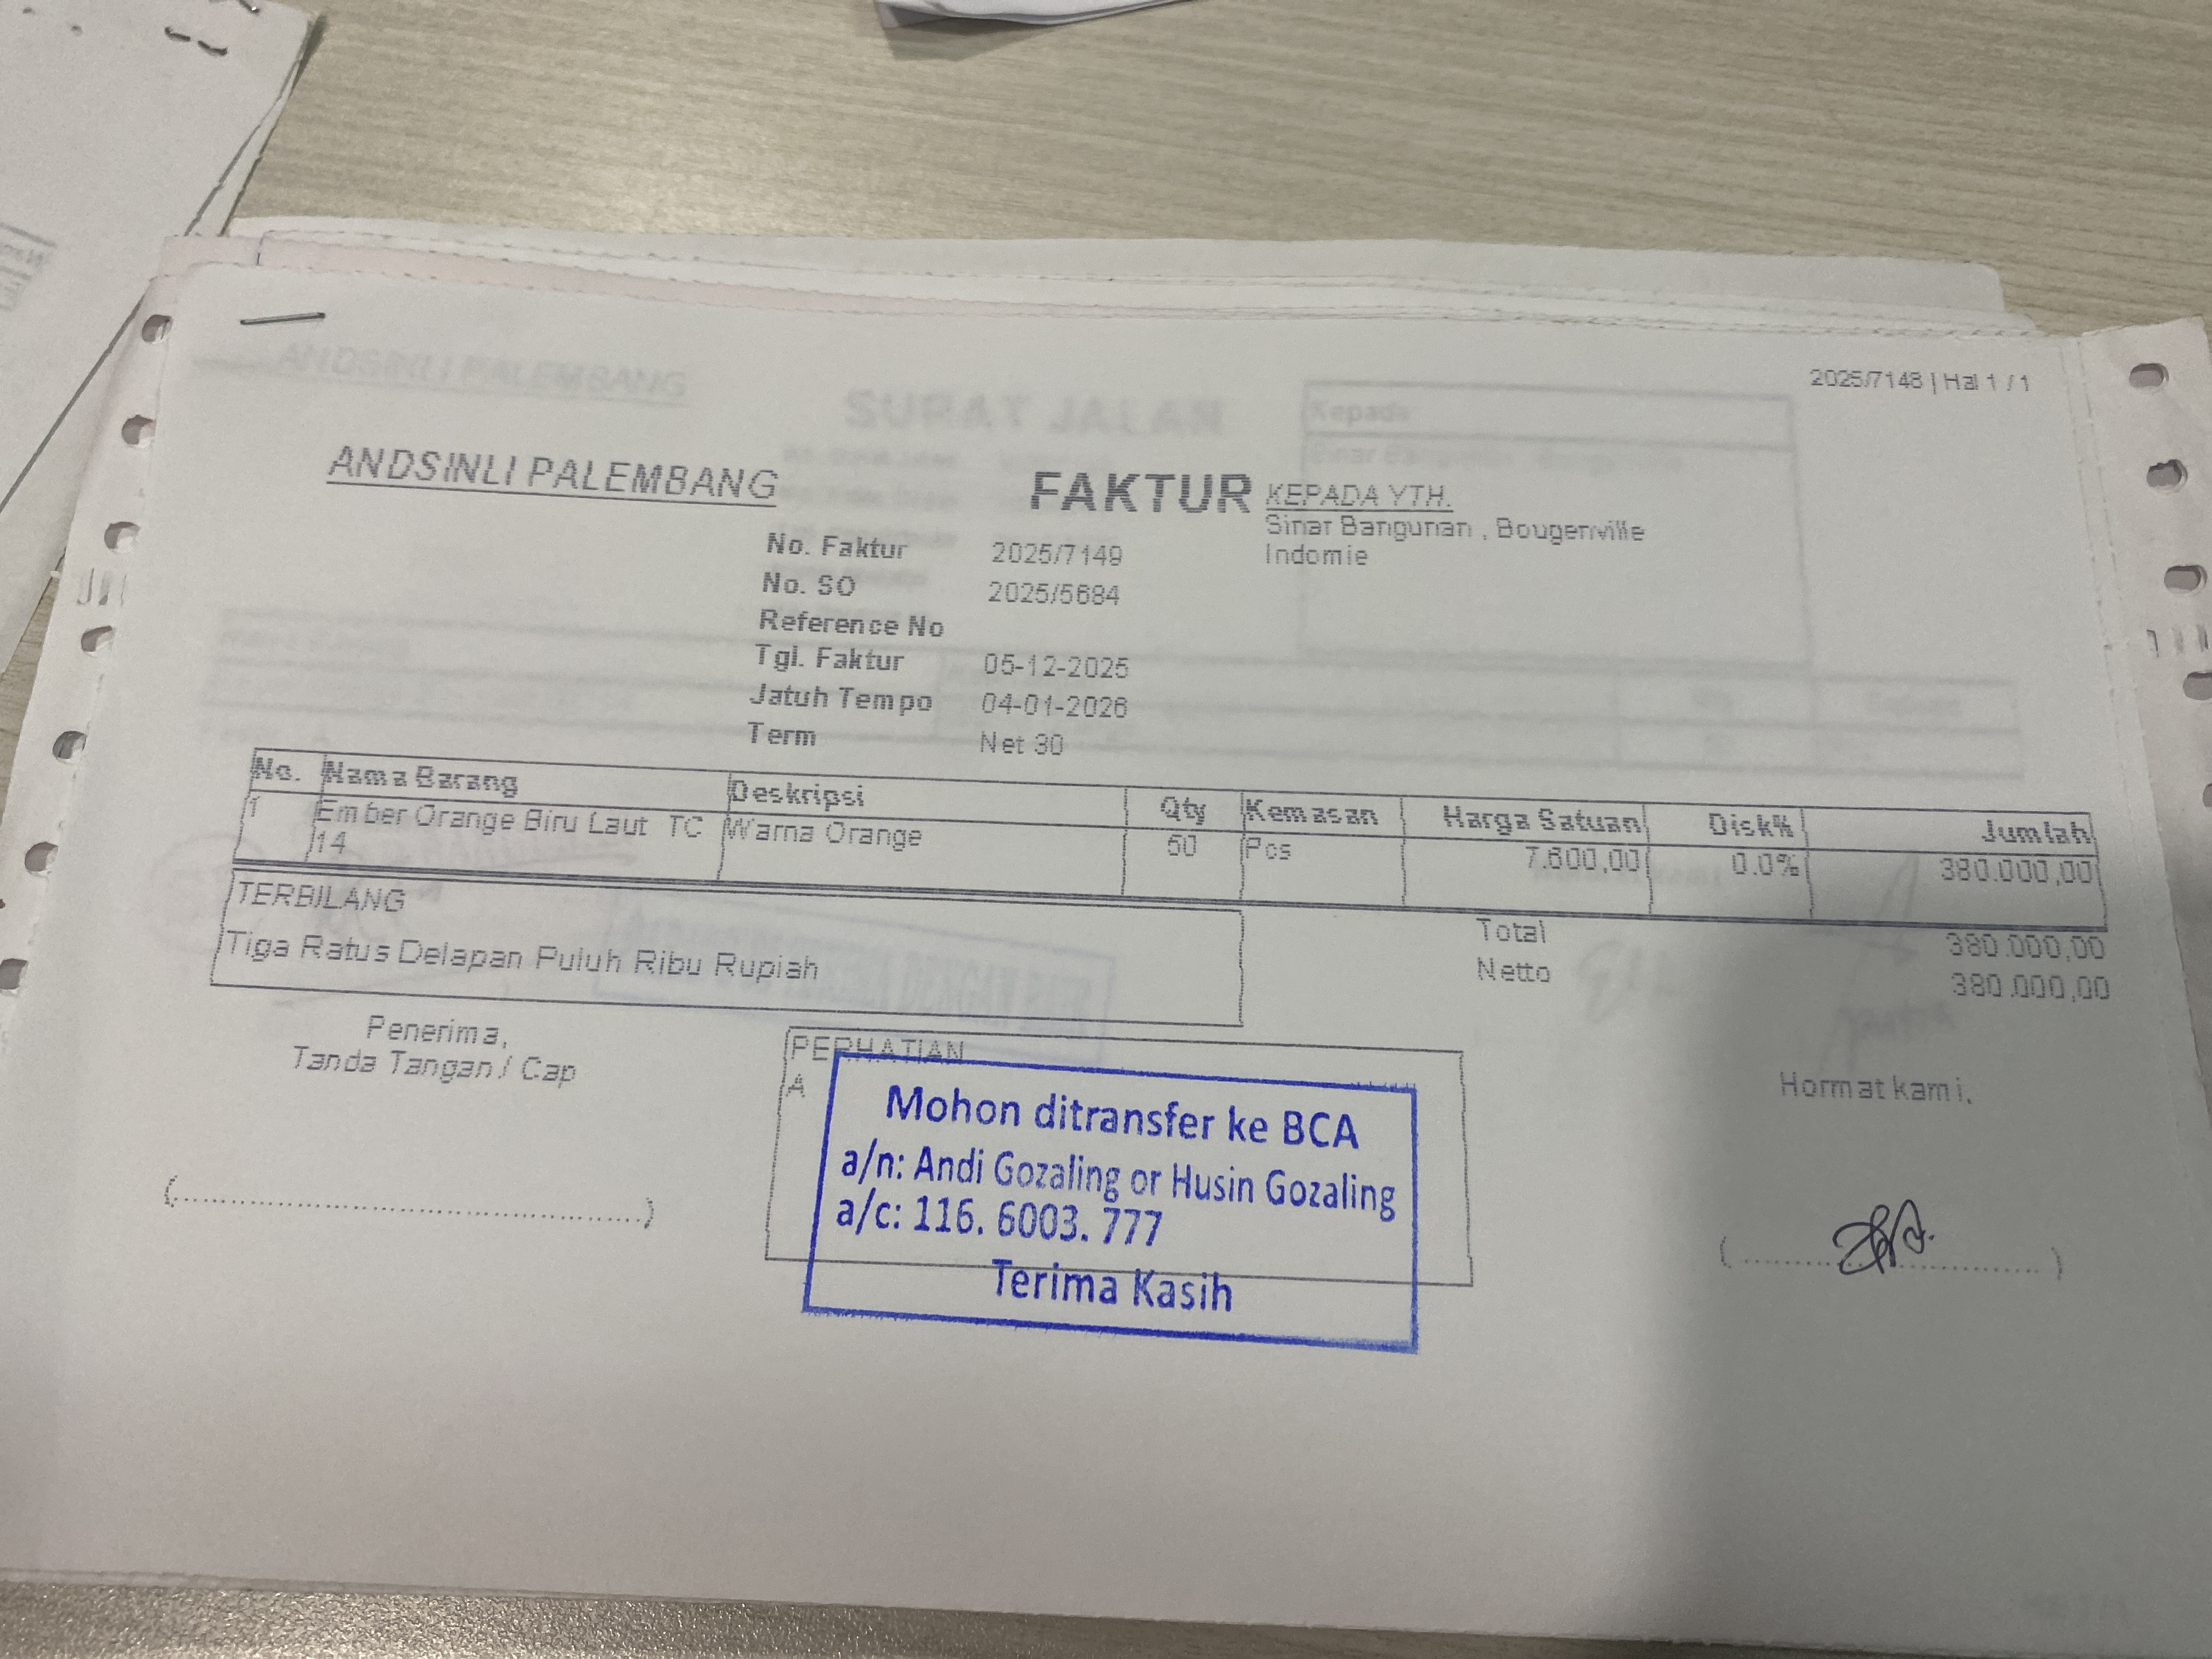 2025/7148 | Hal 1 / 1
ANDSINLI PALEMBANG
SURAT JALAN
Kepada
ANDSINLI PALEMBANG
FAKTUR
KEPADA YTH.
Sinar Bangunan , Bougenville
Indomie
No. Faktur 2025/7149
No. SO 2025/5684
Reference No
Tgl. Faktur 05-12-2025
Jatuh Tempo 04-01-2026
Term Net 30
No. Nama Barang Deskripsi Qty Kemasan Harga Satuan Disk% Jumlah
1 Ember Orange Biru Laut TC Warna Orange 50 Pcs 7.600,00 0.0% 380.000,00
14
TERBILANG
Tiga Ratus Delapan Puluh Ribu Rupiah
Total 380.000,00
Netto 380.000,00
Penerima,
Tanda Tangan / Cap
PERHATIAN
A
Mohon ditransfer ke BCA
a/n: Andi Gozaling or Husin Gozaling
a/c: 116. 6003. 777
Terima Kasih
Hormat kami,